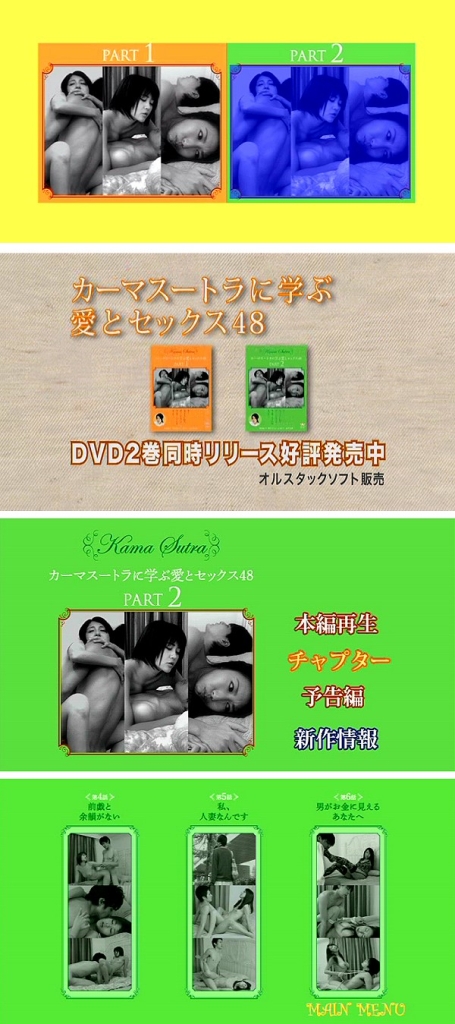 PART 1
PART 2
カーマスートラに学ぶ
愛とセックス48
Kama Sutra
Kama Sutra
DVD2巻同時リリース好評発売中
オルスタックソフト販売
Kama Sutra
カーマスートラに学ぶ愛とセックス48
PART 2
本編再生
チャプター
予告編
新作情報
<第4話>
前戯と
余韻がない
<第5話>
私、
人妻なんです
<第6話>
男がお金に見える
あなたへ
MAIN MENU